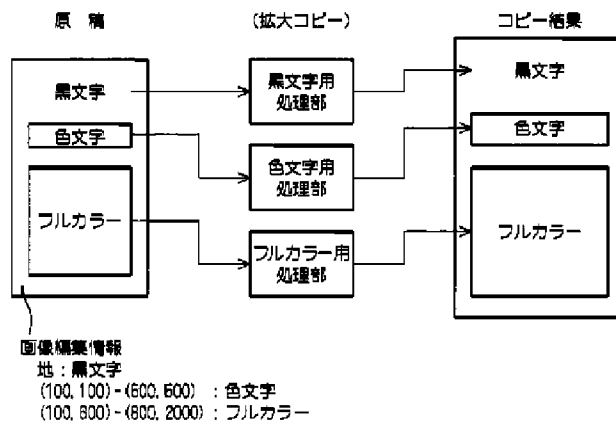 原 稿
(拡大コピー)
コピー結果
黒文字
黒文字用
処理部
黒文字
色文字
色文字用
処理部
色文字
フルカラー
フルカラー用
処理部
フルカラー
画像編集情報
地:黒文字
(100,100)-(600,600) : 色文字
(100,800)-(800,2000) : フルカラー